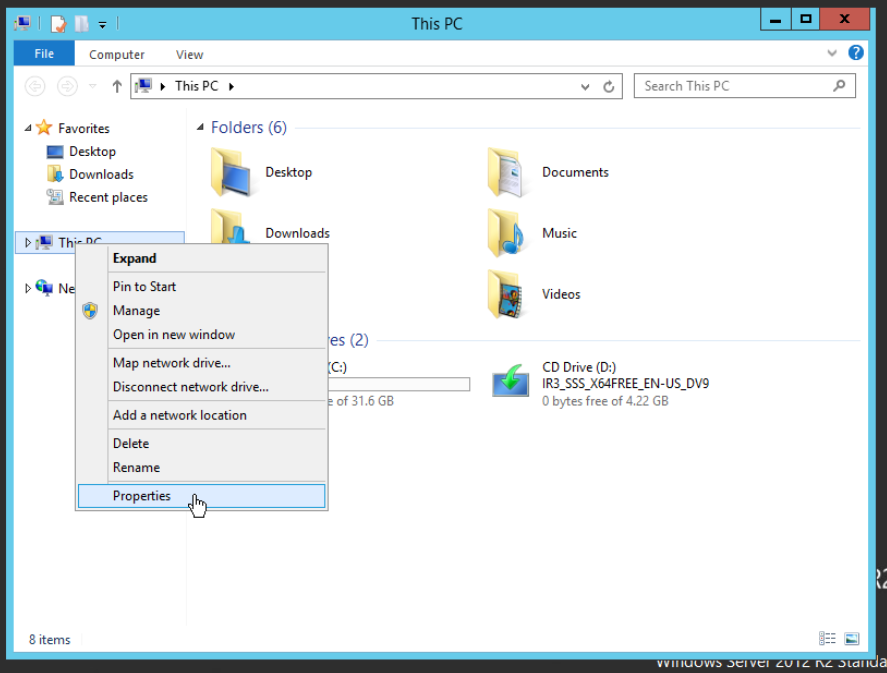 This PC
File Computer View
This PC
Search This PC
Favorites
Desktop
Downloads
Recent places
This PC
Expand
Pin to Start
Manage
Open in new window
Map network drive...
Disconnect network drive...
Add a network location
Delete
Rename
Properties
Folders (6)
Desktop
Documents
Downloads
Music
Videos
(2)
(C:)
of 31.6 GB
CD Drive (D:)
IR3_SSS_X64FREE_EN-US_DV9
0 bytes free of 4.22 GB
8 items
R2
Windows Server 2012 R2 Standa